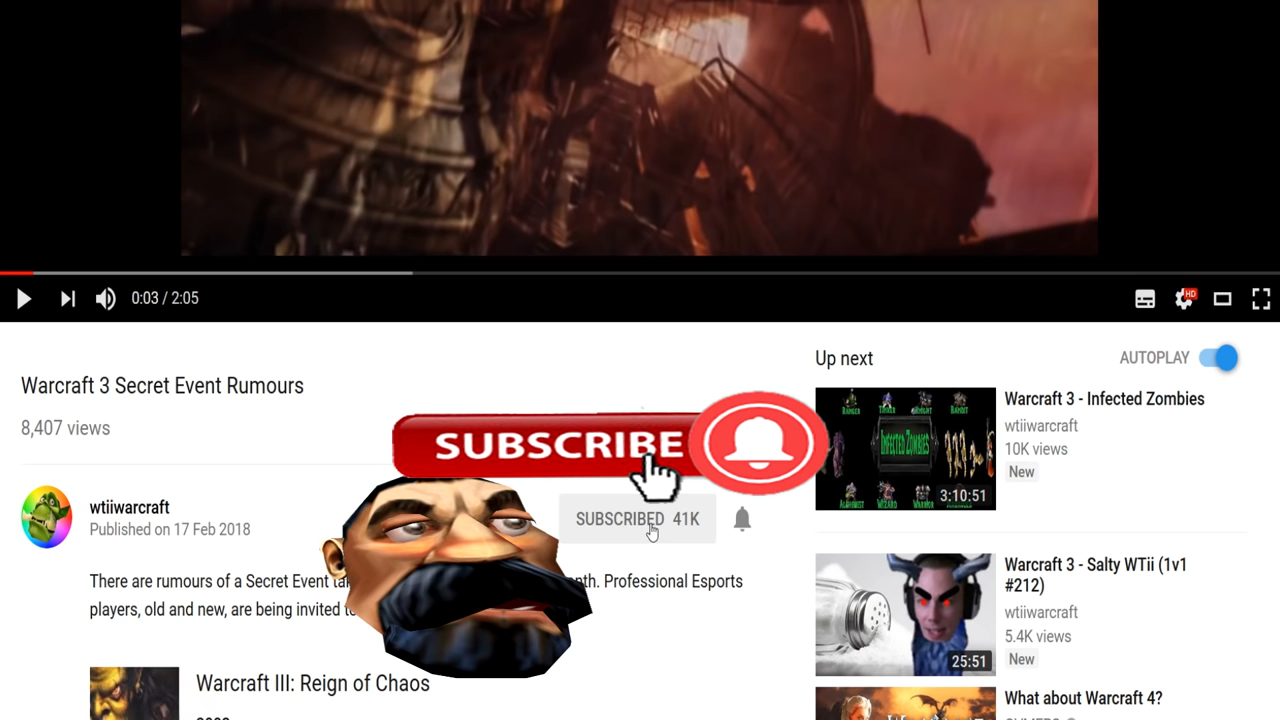 0:03 / 2:05
HD
Warcraft 3 Secret Event Rumours
8,407 views
SUBSCRIBE
wtiiwarcraft
Published on 17 Feb 2018
SUBSCRIBED 41K
There are rumours of a Secret Event
Professional Esports
players, old and new, are being invited
Warcraft III: Reign of Chaos
Up next
AUTOPLAY
INFECTED ZOMBIES
3:10:51
Warcraft 3 - Infected Zombies
wtiiwarcraft
10K views
New
25:51
Warcraft 3 - Salty WTii (1v1
#212)
wtiiwarcraft
5.4K views
New
What about Warcraft 4?